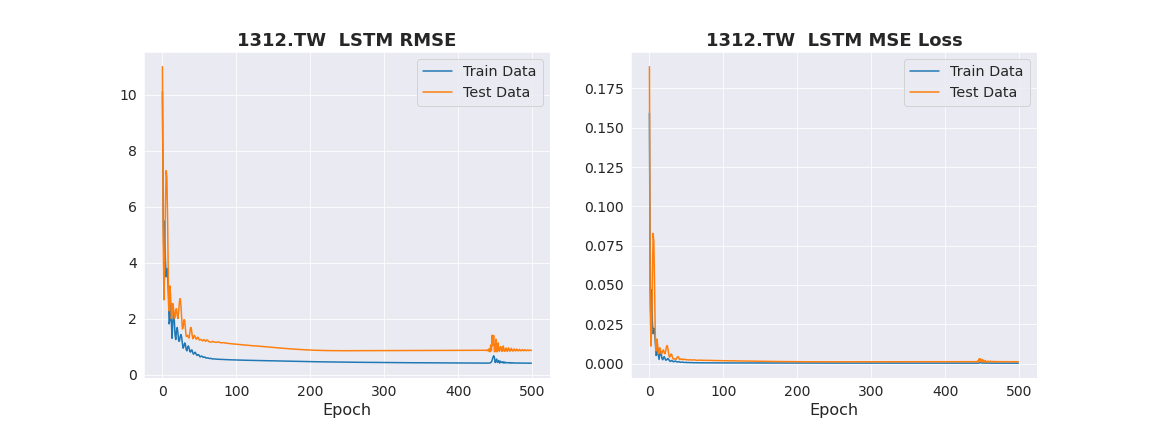 1312.TW  LSTM RMSE
Train Data
Test Data
10
8
6
4
2
0
0 100 200 300 400 500
Epoch
1312.TW  LSTM MSE Loss
Train Data
Test Data
0.175
0.150
0.125
0.100
0.075
0.050
0.025
0.000
0 100 200 300 400 500
Epoch